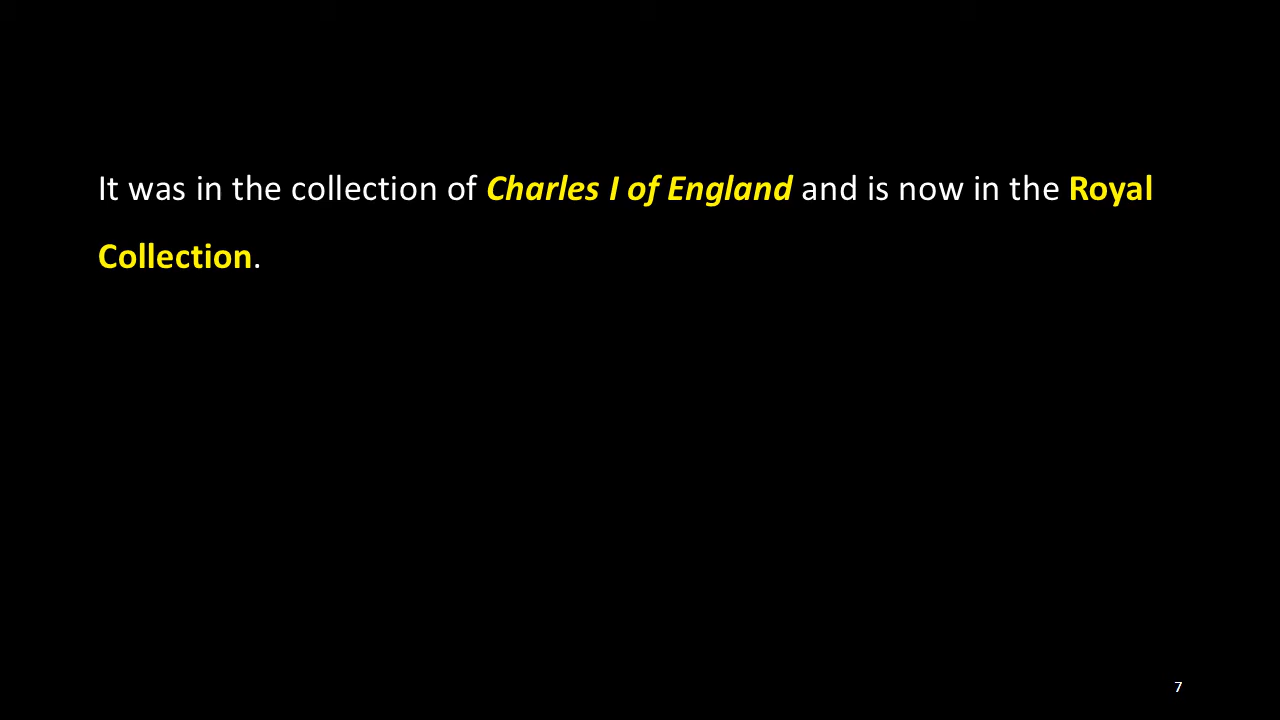 It was in the collection of Charles I of England and is now in the Royal
Collection.
7